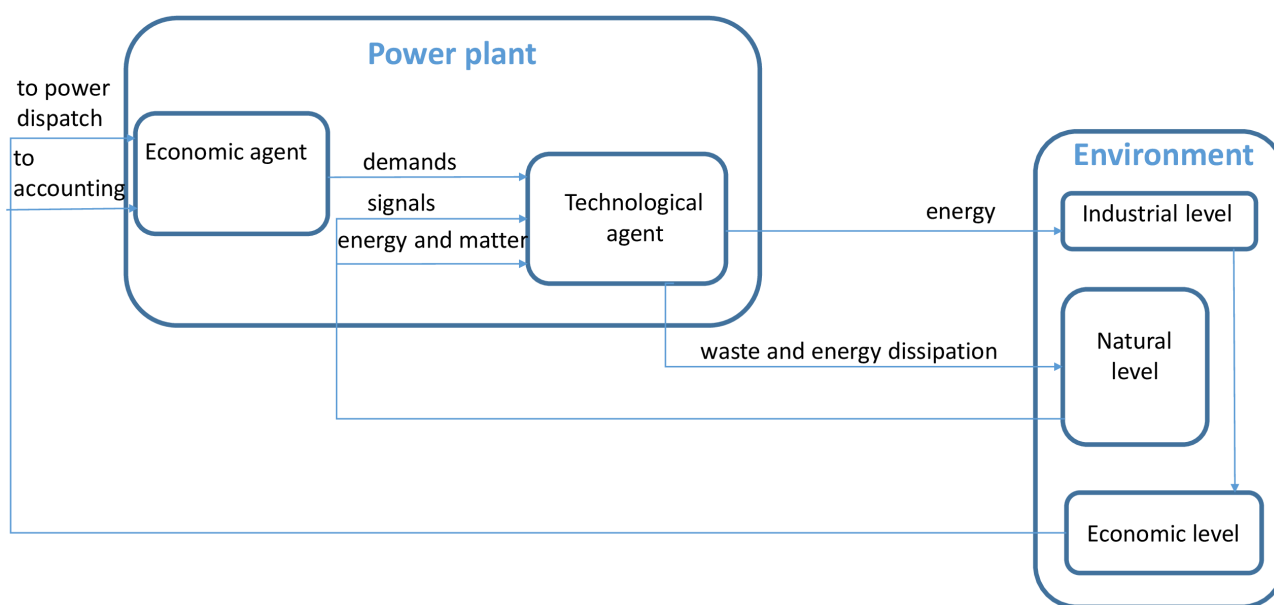 Power plant
to power
dispatch
to
accounting
Economic agent
demands
signals
energy and matter
Technological
agent
energy
waste and energy dissipation
Environment
Industrial level
Natural
level
Economic level